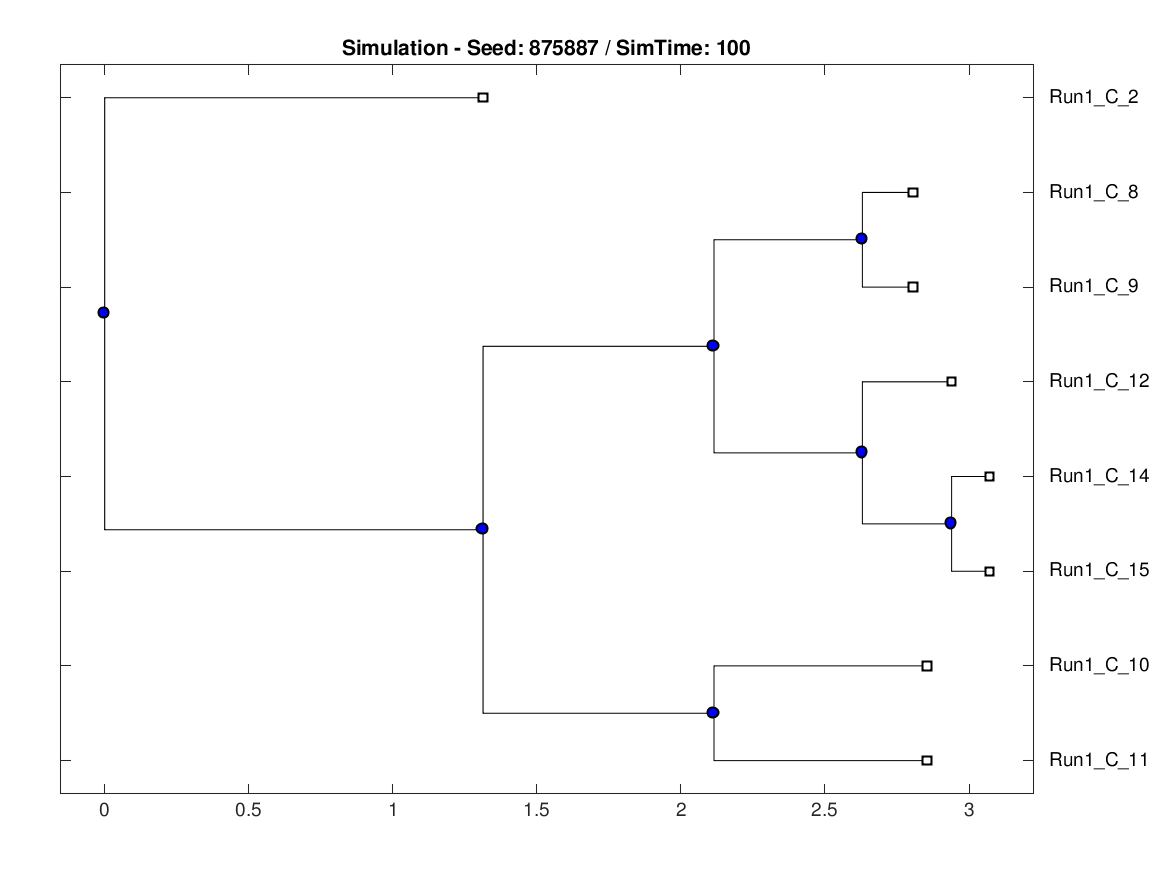 Simulation - Seed: 875887 / SimTime: 100
Run1_C_2
Run1_C_8
Run1_C_9
Run1_C_12
Run1_C_14
Run1_C_15
Run1_C_10
Run1_C_11
0 0.5 1 1.5 2 2.5 3